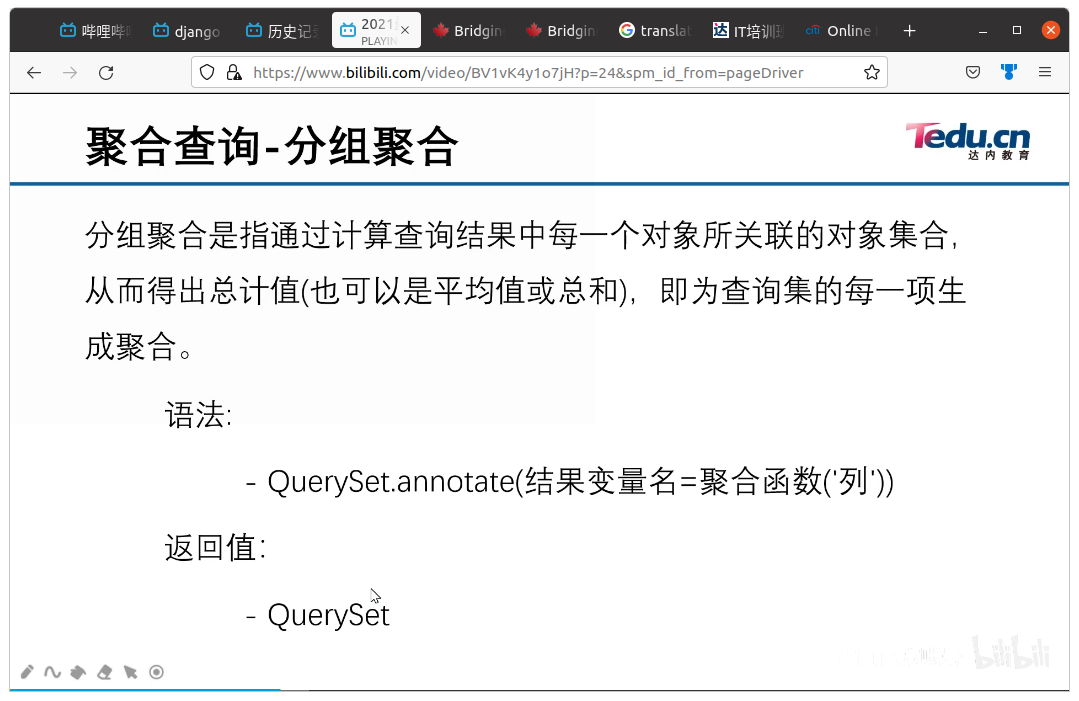 哔哩哔哩
django
历史记录
2021
PLAYIN
Bridgin
Bridgin
translat
IT培训班
Online
https://www.bilibili.com/video/BV1vK4y1o7jH?p=24&spm_id_from=pageDriver
聚合查询-分组聚合
Tedu.cn
达内教育
分组聚合是指通过计算查询结果中每一个对象所关联的对象集合，
从而得出总计值(也可以是平均值或总和)，即为查询集的每一项生
成聚合。
语法:
- QuerySet.annotate(结果变量名=聚合函数('列'))
返回值：
- QuerySet
bilibili